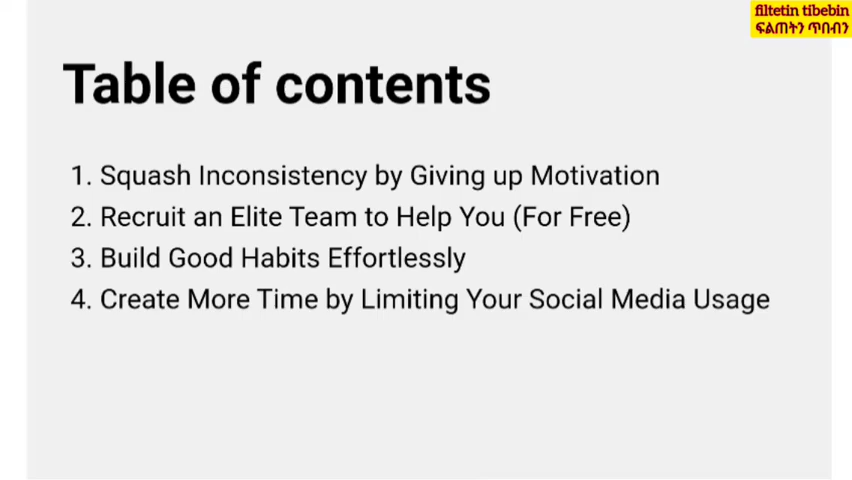 filtetin tibebin
ፍልጠትን ጥበብን
Table of contents
1. Squash Inconsistency by Giving up Motivation
2. Recruit an Elite Team to Help You (For Free)
3. Build Good Habits Effortlessly
4. Create More Time by Limiting Your Social Media Usage